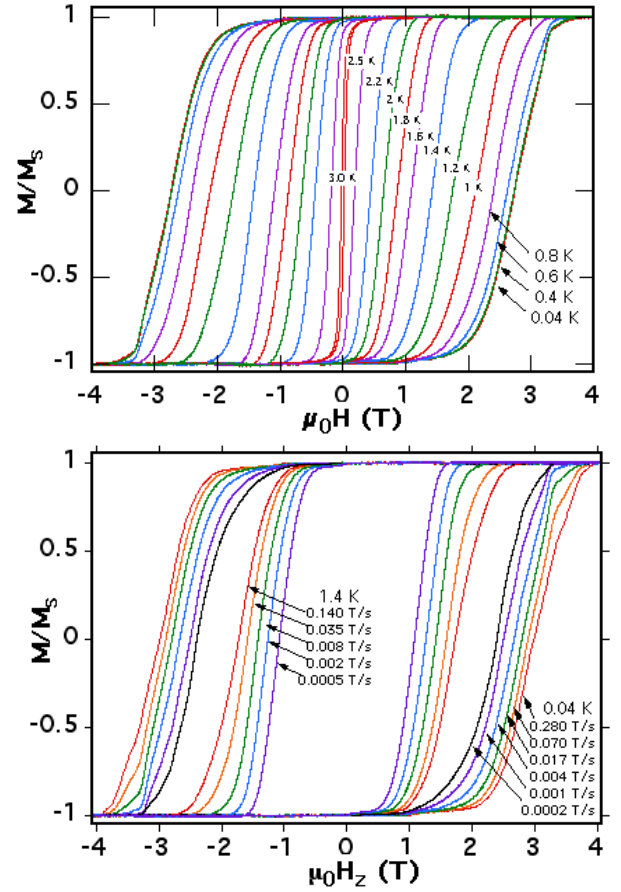 1
0.5
0
-0.5
-1
M/M_S
2.5 K
2.2 K
2 K
1.8 K
1.6 K
1.4 K
1.2 K
1 K
3.0 K
0.8 K
0.6 K
0.4 K
0.04 K
-4 -3 -2 -1 0 1 2 3 4
μ₀H (T)
1
0.5
0
-0.5
-1
M/M_S
1.4 K
0.140 T/s
0.035 T/s
0.008 T/s
0.002 T/s
0.0005 T/s
0.04 K
0.280 T/s
0.070 T/s
0.017 T/s
0.004 T/s
0.001 T/s
0.0002 T/s
-4 -3 -2 -1 0 1 2 3 4
μ₀H_Z (T)